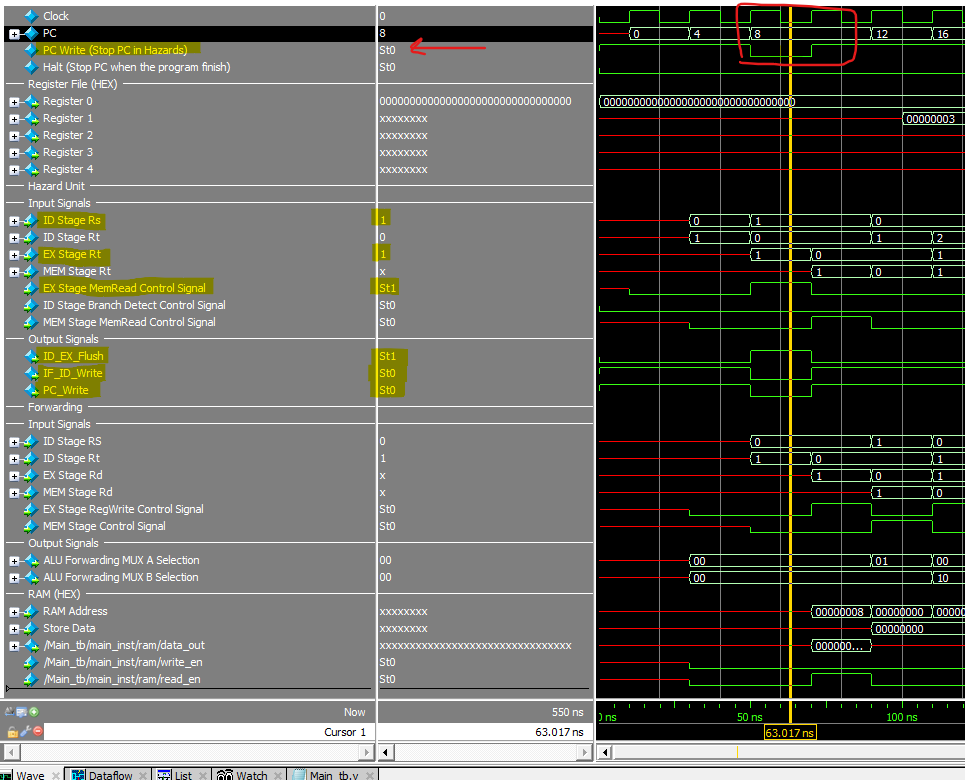 Clock 0
PC 8 0 4 8 12 16
PC Write (Stop PC in Hazards) St0
Halt (Stop PC when the program finish) St0
Register File (HEX)
Register 0 00000000000000000000000000000000 00000000000000000000000000000000
Register 1 xxxxxxxx 00000003
Register 2 xxxxxxxx
Register 3 xxxxxxxx
Register 4 xxxxxxxx
Hazard Unit
Input Signals
ID Stage Rs 1 0 1 0
ID Stage Rt 0 1 0 1 2
EX Stage Rt 1 1 0 1
MEM Stage Rt x 1 0 1
EX Stage MemRead Control Signal St1
ID Stage Branch Detect Control Signal St0
MEM Stage MemRead Control Signal St0
Output Signals
ID_EX_Flush St1
IF_ID_Write St0
PC_Write St0
Forwarding
Input Signals
ID Stage RS 0 0 1 0
ID Stage Rt 1 1 0 1
EX Stage Rd x 1 0 1
MEM Stage Rd x 1 0
EX Stage RegWrite Control Signal St0
MEM Stage Control Signal St0
Output Signals
ALU Forwarding MUX A Selection 00 00 01 00
ALU Forwrading MUX B Selection 00 00 10
RAM (HEX)
RAM Address xxxxxxxx 00000008 00000000 00000
Store Data xxxxxxxx 00000000
/Main_tb/main_inst/ram/data_out xxxxxxxxxxxxxxxxxxxxxxxxxxxxxxxx 000000...
/Main_tb/main_inst/ram/write_en St0
/Main_tb/main_inst/ram/read_en St0
Now 550 ns 0 ns 50 ns 100 ns
Cursor 1 63.017 ns 63.017 ns
Wave Dataflow List Watch Main_tb.v